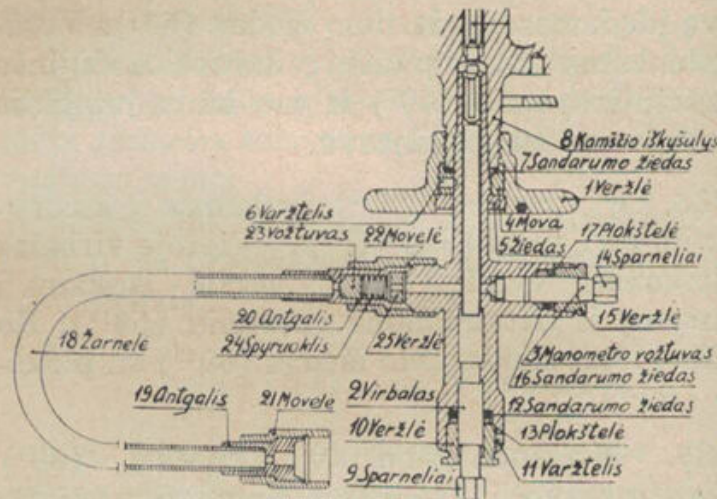 8 Kamščio iškyšulys
7 Sandarumo žiedas
1 Veržlė
6 Varžtelis
4 Mova
23 Vožtuvas
22 Movelė
5 Žiedas
17 Plokštelė
14 Sparneliai
20 Antgalis
15 Veržlė
24 Spyruoklis
25 Veržlė
18 Žarnelė
3 Manometro vožtuvas
16 Sandarumo žiedas
19 Antgalis
21 Movelė
2 Virbalas
12 Sandarumo žiedas
10 Veržlė
13 Plokštelė
11 Varžtelis
9 Sparneliai